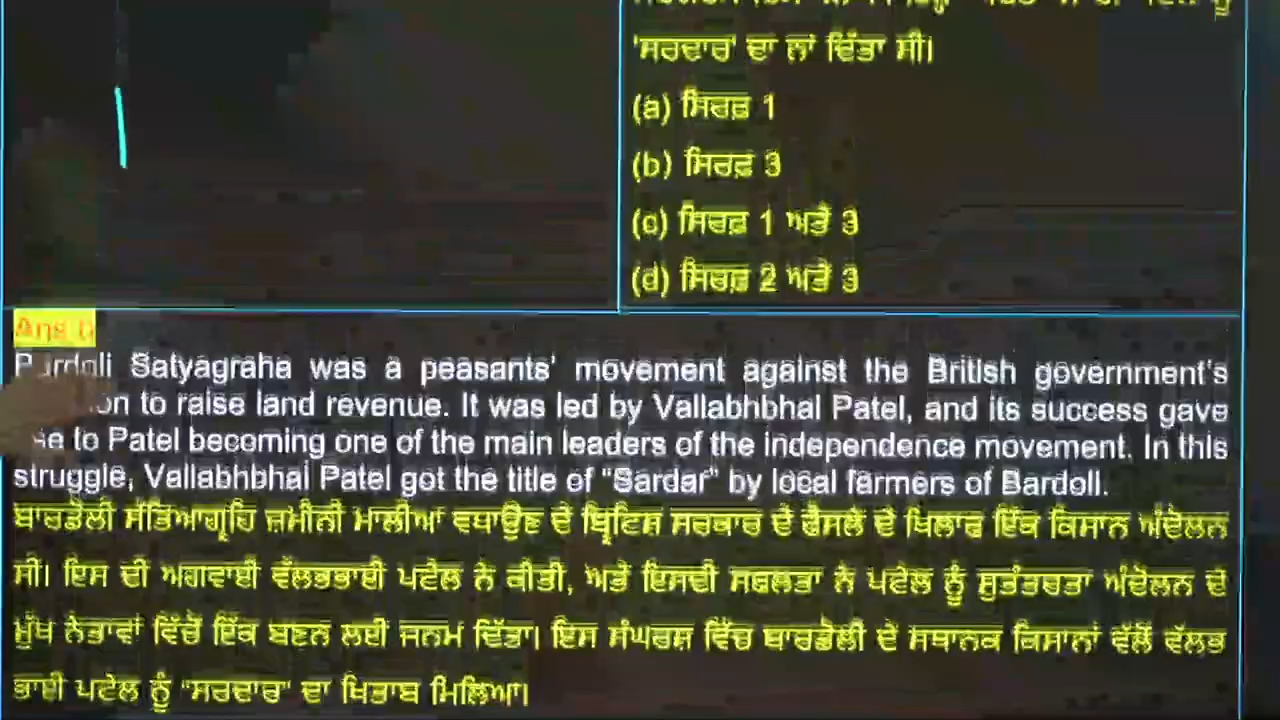 'ਸਰਦਾਰ' ਦਾ ਨਾਂ ਦਿੱਤਾ ਸੀ।
(a) ਸਿਰਫ਼ 1
(b) ਸਿਰਫ਼ 3
(c) ਸਿਰਫ਼ 1 ਅਤੇ 3
(d) ਸਿਰਫ਼ 2 ਅਤੇ 3
Ans
Satyagraha was a peasants' movement against the British government's
to raise land revenue. It was led by Vallabhbhai Patel, and its success gave
to Patel becoming one of the main leaders of the independence movement. In this
struggle, Vallabhbhai Patel got the title of "Sardar" by local farmers of Bardoli.
ਬਾਰਡੋਲੀ ਸੱਤਿਆਗ੍ਰਹਿ ਜ਼ਮੀਨੀ ਮਾਲੀਆ ਵਧਾਉਣ ਦੇ ਬ੍ਰਿਟਿਸ਼ ਸਰਕਾਰ ਦੇ ਫੈਸਲੇ ਦੇ ਖਿਲਾਫ ਇੱਕ ਕਿਸਾਨ ਅੰਦੋਲਨ
ਸੀ। ਇਸ ਦੀ ਅਗਵਾਈ ਵੱਲਭਭਾਈ ਪਟੇਲ ਨੇ ਕੀਤੀ, ਅਤੇ ਇਸਦੀ ਸਫਲਤਾ ਨੇ ਪਟੇਲ ਨੂੰ ਸੁਤੰਤਰਤਾ ਅੰਦੋਲਨ ਦੇ
ਮੁੱਖ ਨੇਤਾਵਾਂ ਵਿੱਚੋਂ ਇੱਕ ਬਣਨ ਲਈ ਜਨਮ ਦਿੱਤਾ। ਇਸ ਸੰਘਰਸ਼ ਵਿੱਚ ਬਾਰਡੋਲੀ ਦੇ ਸਥਾਨਕ ਕਿਸਾਨਾਂ ਵੱਲੋਂ ਵੱਲਭ
ਭਾਈ ਪਟੇਲ ਨੂੰ "ਸਰਦਾਰ" ਦਾ ਖਿਤਾਬ ਮਿਲਿਆ।